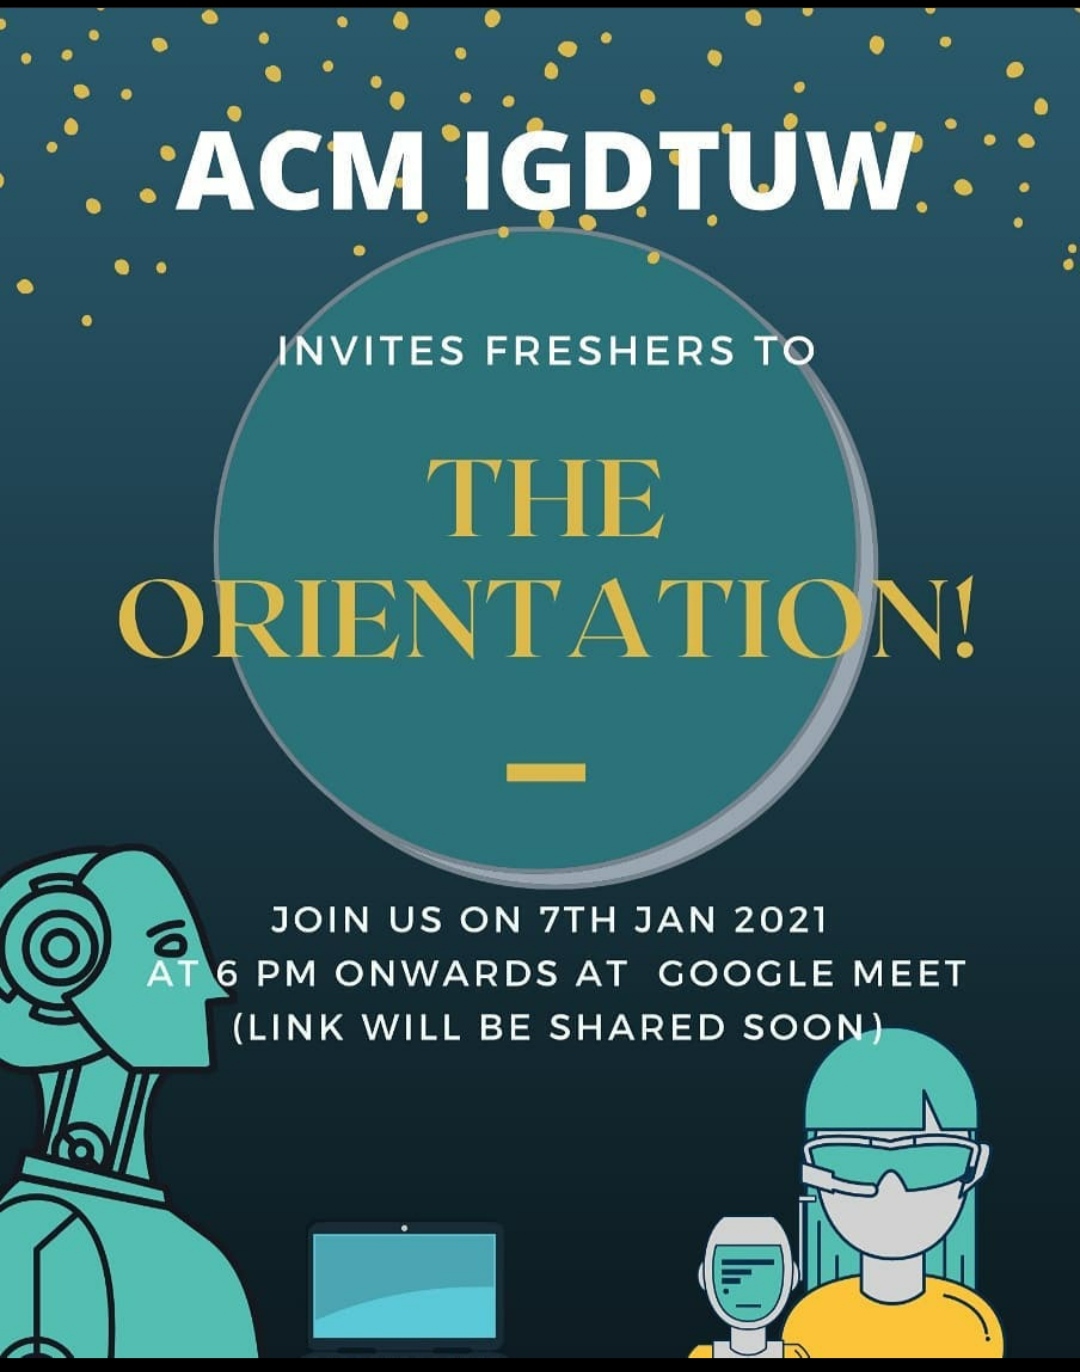 ACM IGDTUW
INVITES FRESHERS TO
THE
ORIENTATION!
JOIN US ON 7TH JAN 2021
AT 6 PM ONWARDS AT GOOGLE MEET
(LINK WILL BE SHARED SOON)